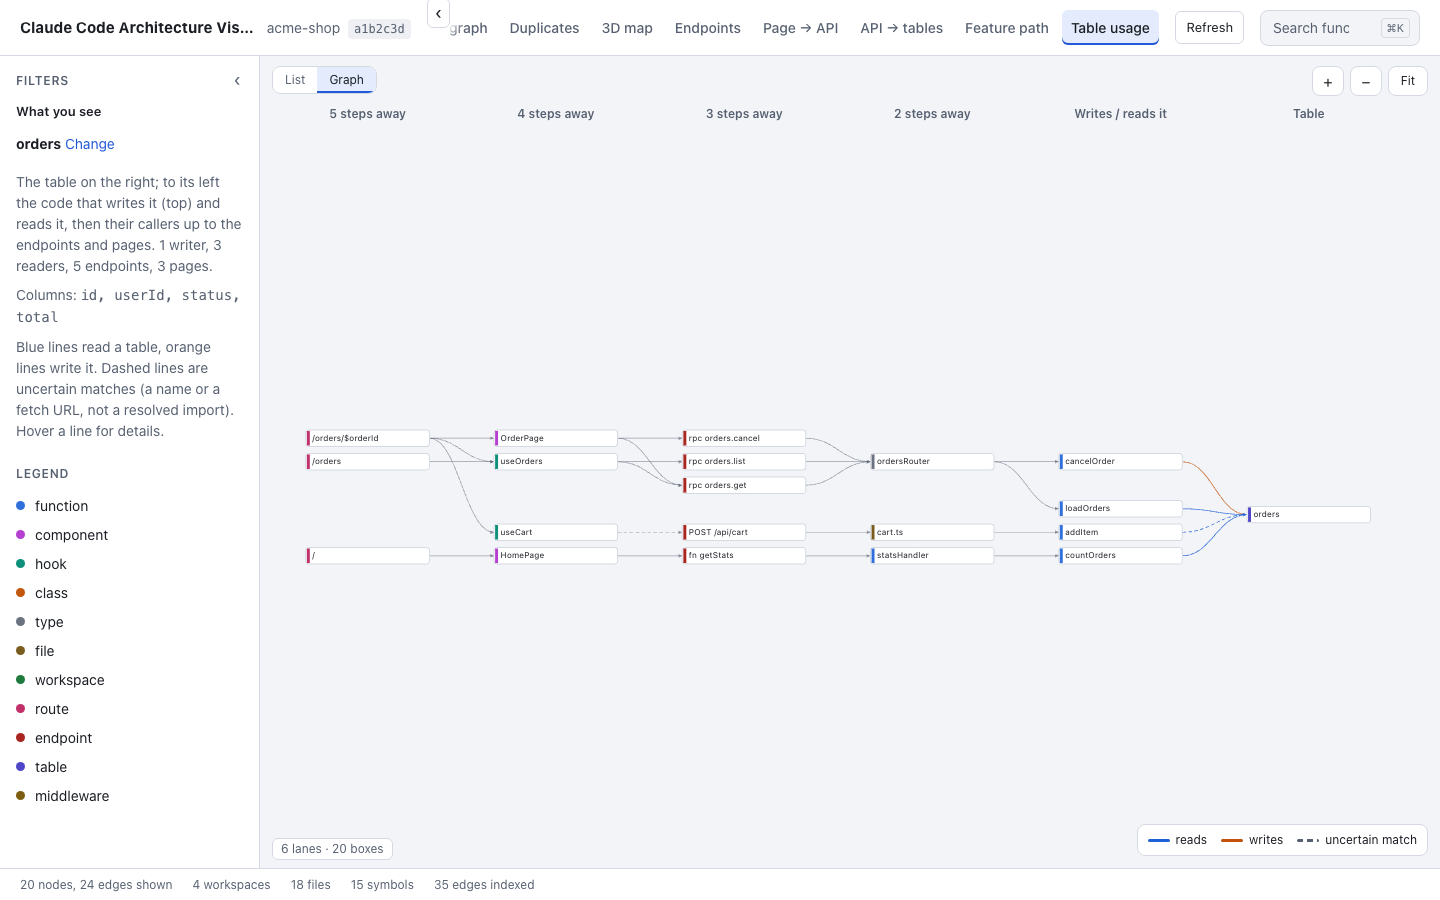 Claude Code Architecture Vis...
acme-shop a1b2c3d
‹
graph Duplicates 3D map Endpoints Page → API API → tables Feature path Table usage
Refresh
Search func ⌘K
FILTERS ‹
What you see
orders Change
The table on the right; to its left
the code that writes it (top) and
reads it, then their callers up to the
endpoints and pages. 1 writer, 3
readers, 5 endpoints, 3 pages.
Columns: id, userId, status,
total
Blue lines read a table, orange
lines write it. Dashed lines are
uncertain matches (a name or a
fetch URL, not a resolved import).
Hover a line for details.
LEGEND
function
component
hook
class
type
file
workspace
route
endpoint
table
middleware
List Graph
+ − Fit
5 steps away 4 steps away 3 steps away 2 steps away Writes / reads it Table
/orders/$orderId OrderPage rpc orders.cancel
/orders useOrders rpc orders.list ordersRouter cancelOrder
rpc orders.get
loadOrders
orders
useCart POST /api/cart cart.ts addItem
/ HomePage fn getStats statsHandler countOrders
6 lanes · 20 boxes
reads writes uncertain match
20 nodes, 24 edges shown 4 workspaces 18 files 15 symbols 35 edges indexed